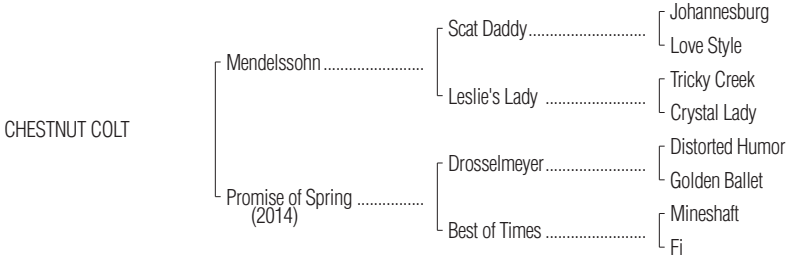 Johannesburg
Scat Daddy..............................
Love Style
Mendelssohn.........................
Tricky Creek
Leslie's Lady .........................
Crystal Lady
CHESTNUT COLT
Distorted Humor
Drosselmeyer.........................
Golden Ballet
Promise of Spring ................
(2014)
Mineshaft
Best of Times .........................
Fi